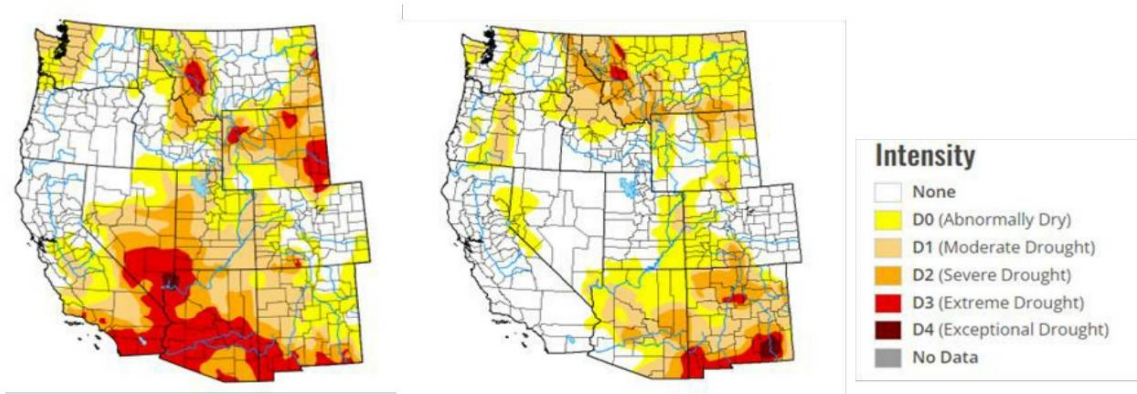 Intensity
None
D0 (Abnormally Dry)
D1 (Moderate Drought)
D2 (Severe Drought)
D3 (Extreme Drought)
D4 (Exceptional Drought)
No Data